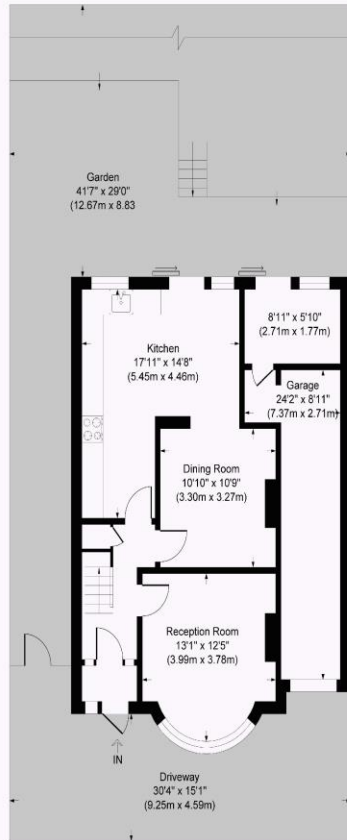 Garden
41'7" x 29'0"
(12.67m x 8.83
8'11" x 5'10"
(2.71m x 1.77m)
Kitchen
17'11" x 14'8"
(5.45m x 4.46m)
Garage
24'2" x 8'11"
(7.37m x 2.71m)
Dining Room
10'10" x 10'9"
(3.30m x 3.27m)
Reception Room
13'1" x 12'5"
(3.99m x 3.78m)
IN
Driveway
30'4" x 15'1"
(9.25m x 4.59m)